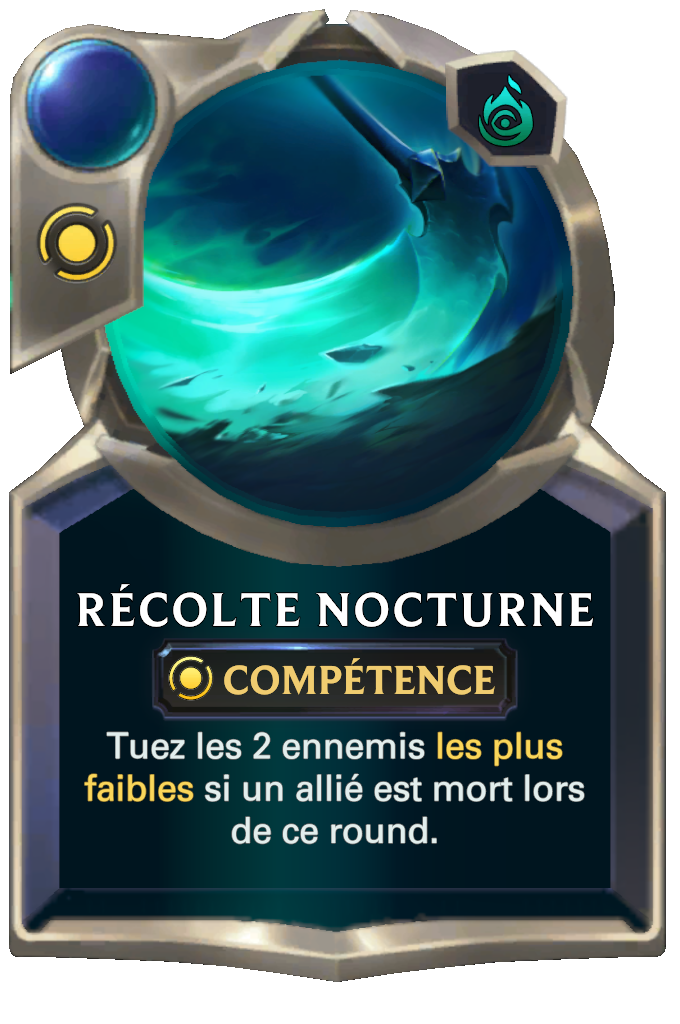 RÉCOLTE NOCTURNE
COMPÉTENCE
Tuez les 2 ennemis les plus
faibles si un allié est mort lors
de ce round.